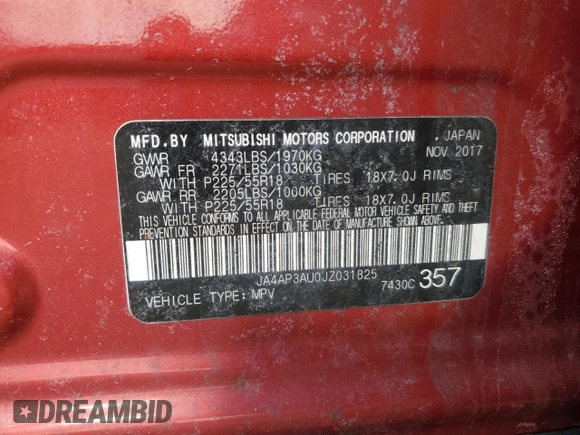 MFD.BY MITSUBISHI MOTORS CORPORATION, JAPAN
GVWR 4343LBS/1970KG NOV 2017
GAWR FR 2271LBS/1030KG
WITH P225/55R18 TIRES 18X7.0J RIMS
GAWR RR 2205LBS/1000KG
WITH P225/55R18 TIRES 18X7.0J RIMS
THIS VEHICLE CONFORMS TO ALL APPLICABLE FEDERAL MOTOR VEHICLE SAFETY AND THEFT
PREVENTION STANDARDS IN EFFECT ON THE DATE OF MANUFACTURE SHOWN ABOVE.
JA4AP3AU0JZ031825
VEHICLE TYPE: MPV 7430C 357
DREAMBID